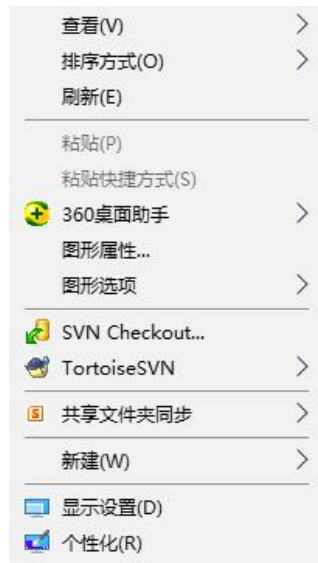 查看(V)
排序方式(O)
刷新(E)
粘贴(P)
粘贴快捷方式(S)
360桌面助手
图形属性...
图形选项
SVN Checkout...
TortoiseSVN
共享文件夹同步
新建(W)
显示设置(D)
个性化(R)